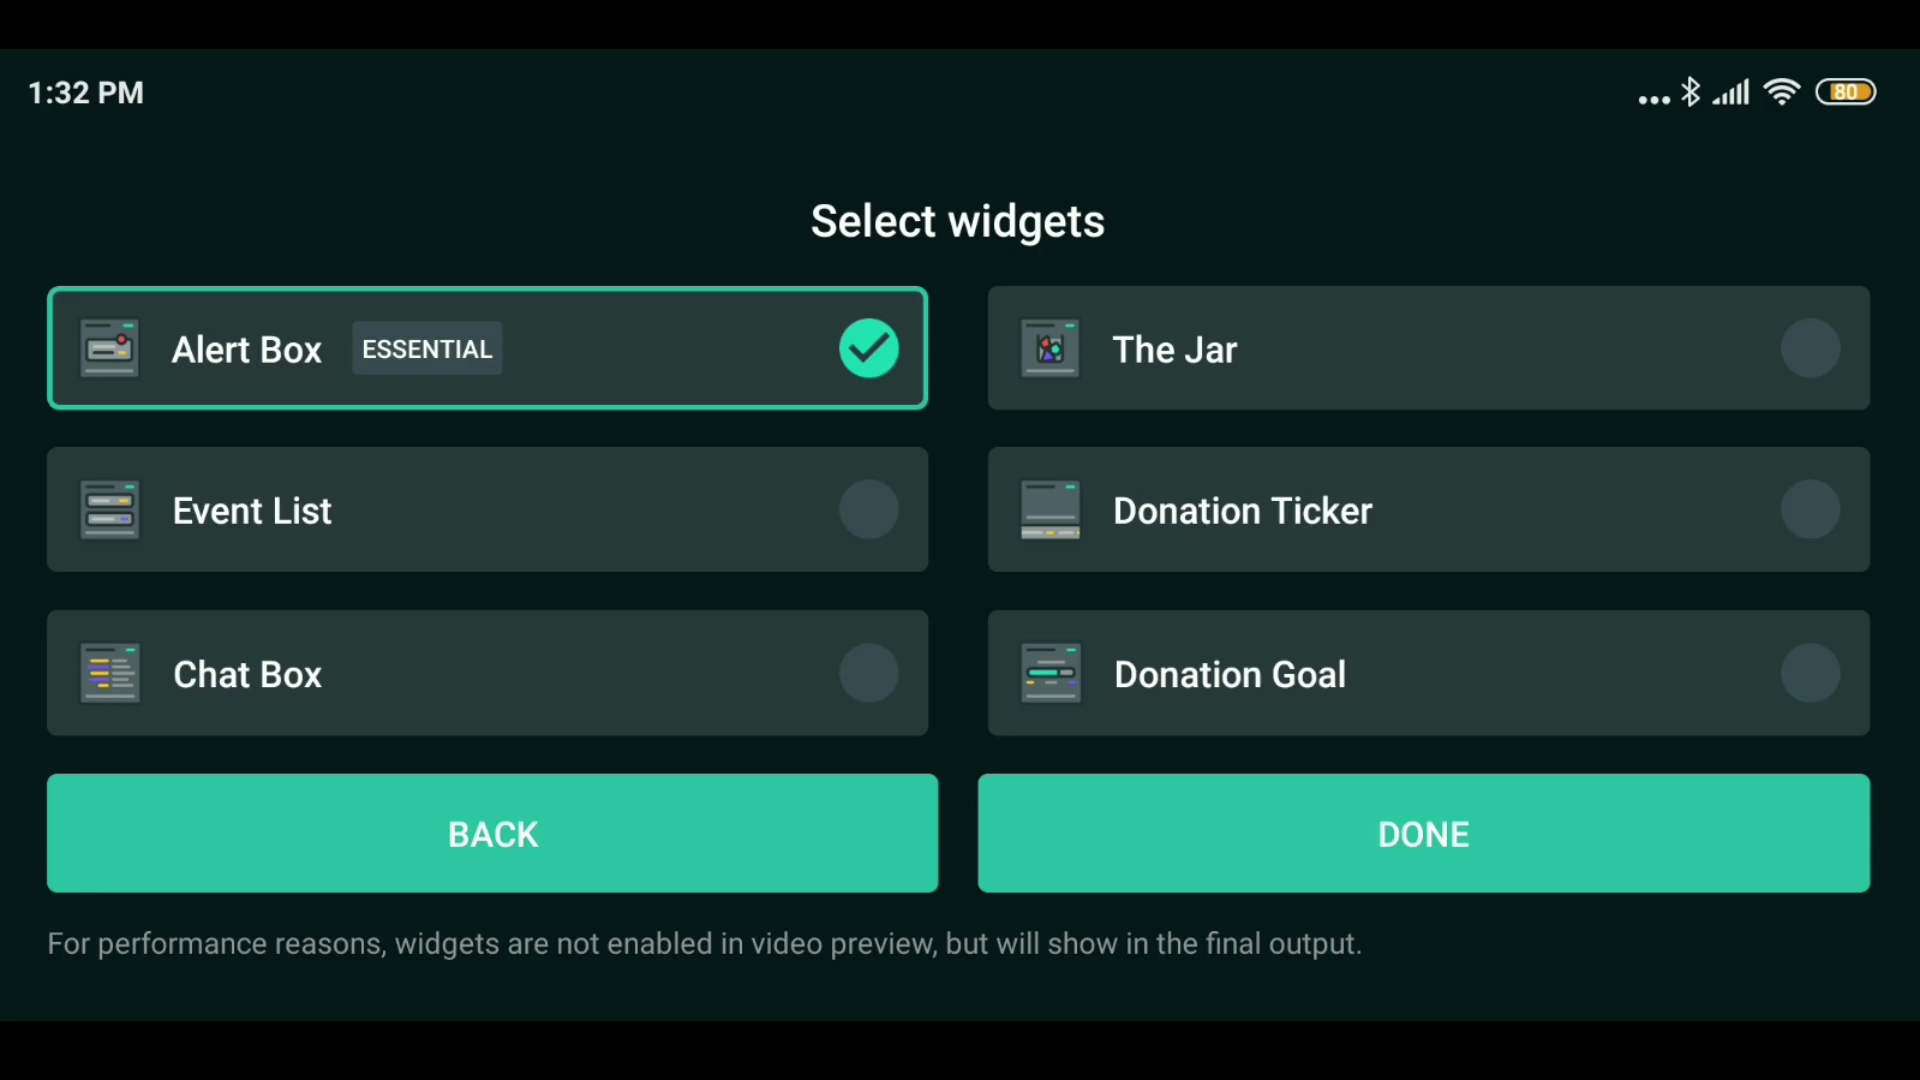 1:32 PM
80
Select widgets
Alert Box ESSENTIAL
The Jar
Event List
Donation Ticker
Chat Box
Donation Goal
BACK
DONE
For performance reasons, widgets are not enabled in video preview, but will show in the final output.